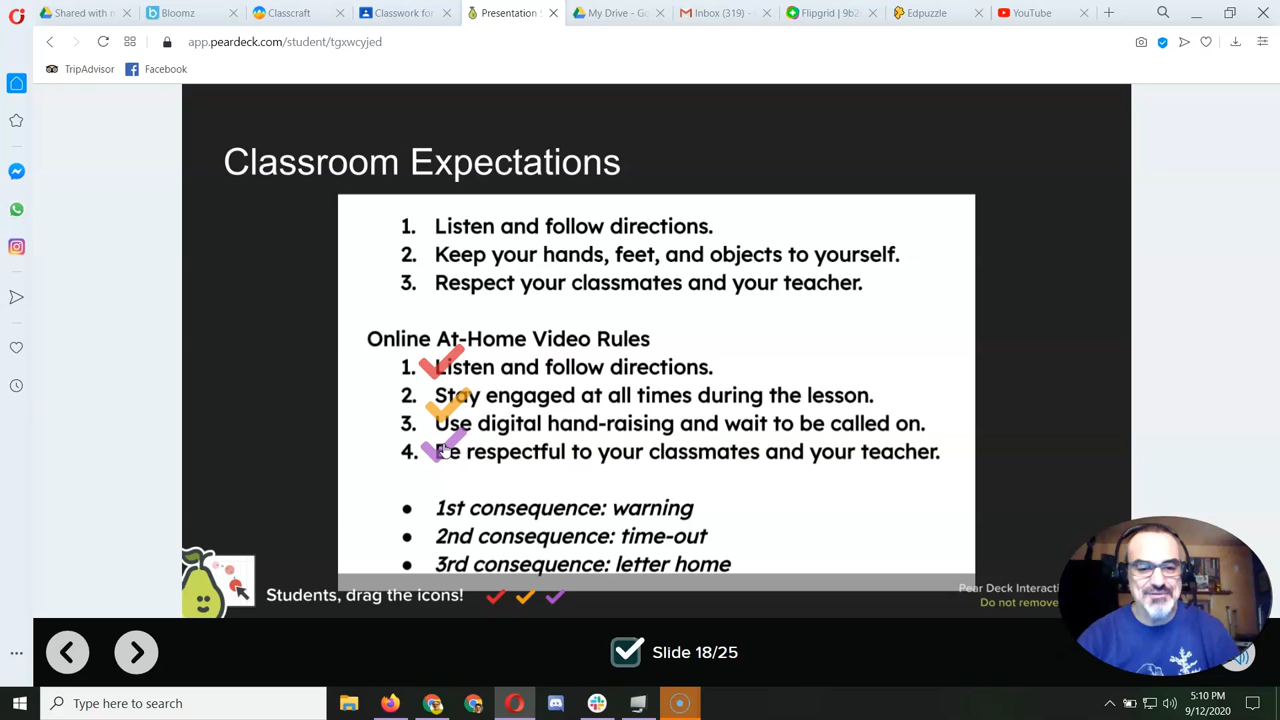 Shared with m
Bloomz
Classcraft
Classwork for
Presentation
My Drive - Go
Inbox (319) -
Flipgrid | 9b2
Edpuzzle
YouTube
app.peardeck.com/student/tgxwcyjed
TripAdvisor
Facebook
Classroom Expectations
1. Listen and follow directions.
2. Keep your hands, feet, and objects to yourself.
3. Respect your classmates and your teacher.
Online At-Home Video Rules
1. Listen and follow directions.
2. Stay engaged at all times during the lesson.
3. Use digital hand-raising and wait to be called on.
4. Be respectful to your classmates and your teacher.
• 1st consequence: warning
• 2nd consequence: time-out
• 3rd consequence: letter home
Students, drag the icons!
Pear Deck Interacti
Do not remove
Slide 18/25
Type here to search
5:10 PM
9/12/2020